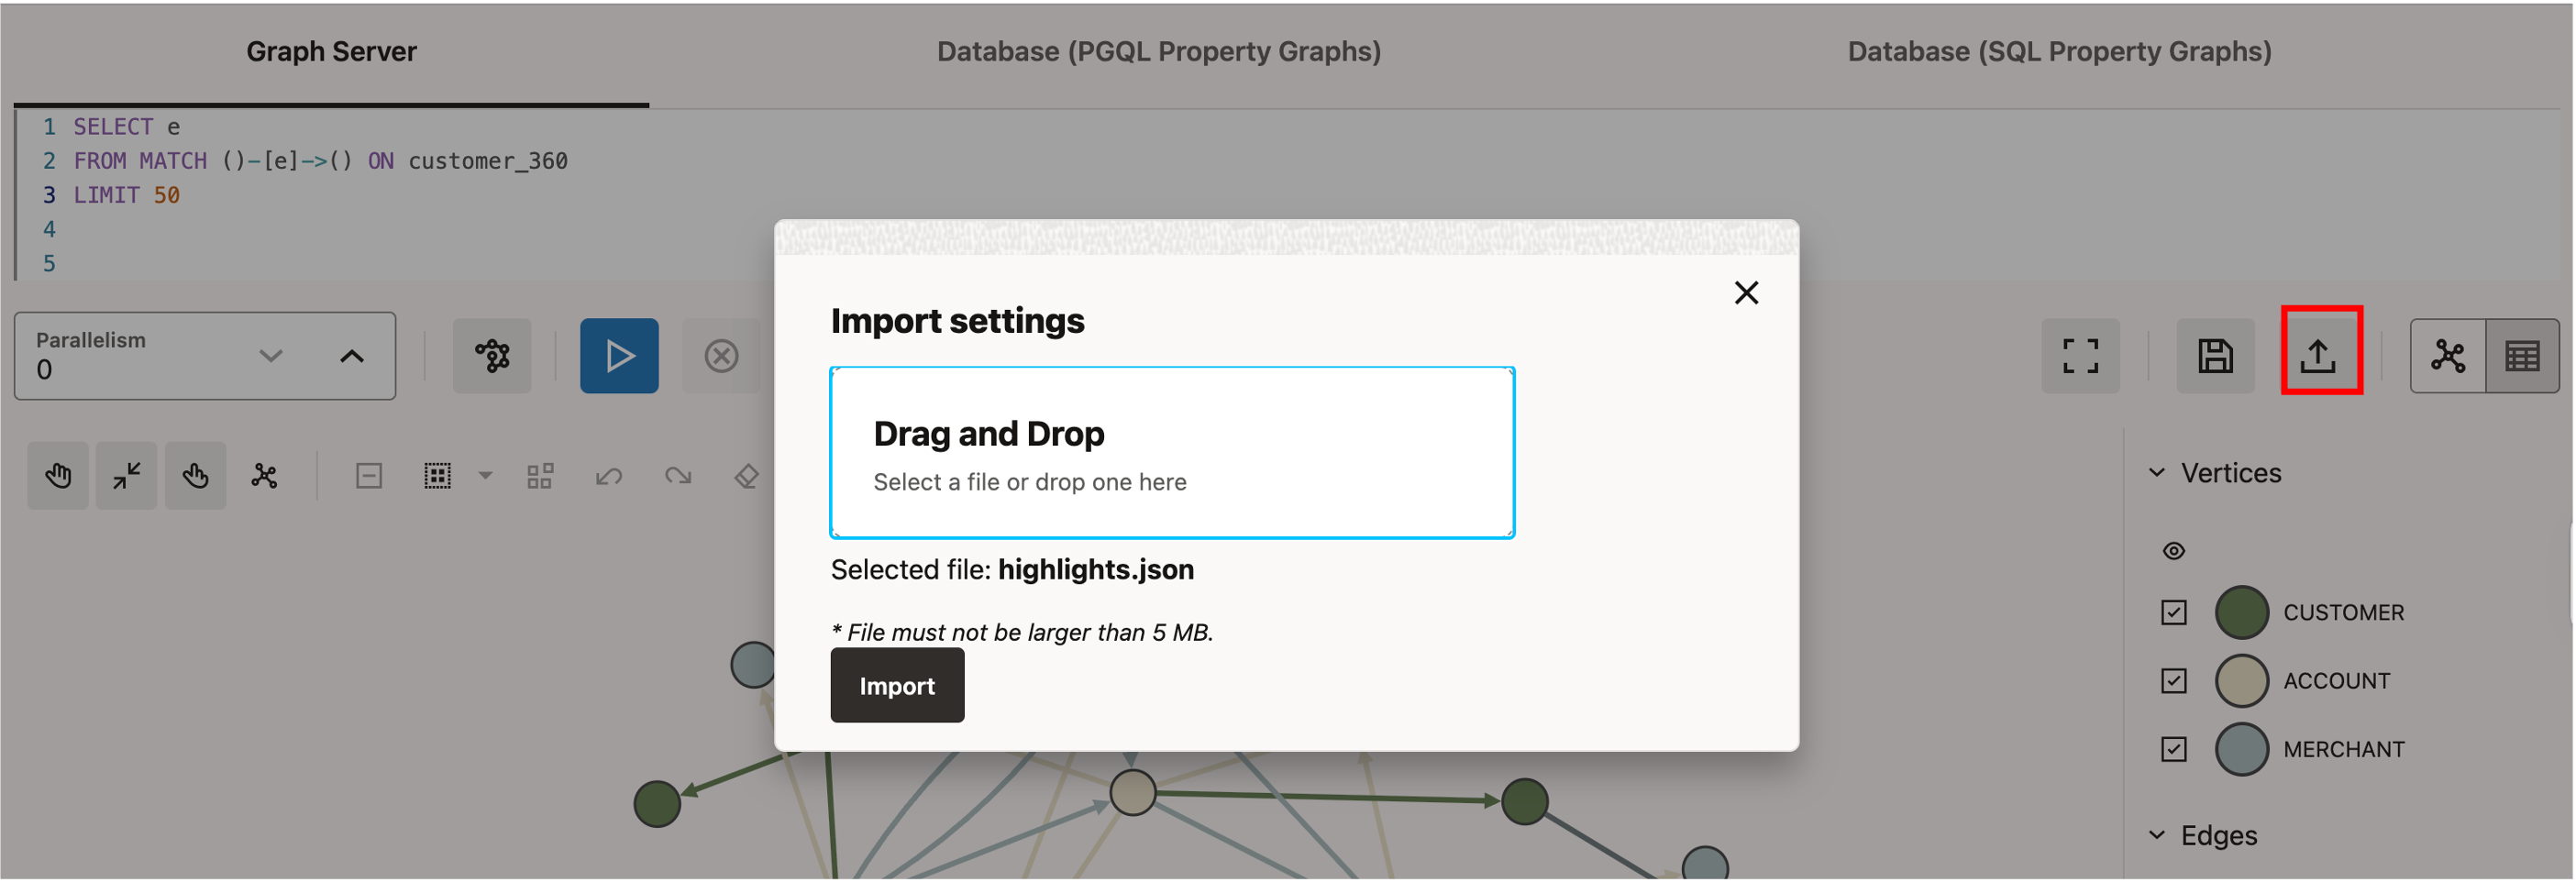 Graph Server
Database (PGQL Property Graphs)
Database (SQL Property Graphs)
1 SELECT e
2 FROM MATCH ()-[e]->() ON customer_360
3 LIMIT 50
4
5
Parallelism
0
Import settings
Drag and Drop
Select a file or drop one here
Selected file: highlights.json
* File must not be larger than 5 MB.
Import
Vertices
CUSTOMER
ACCOUNT
MERCHANT
Edges